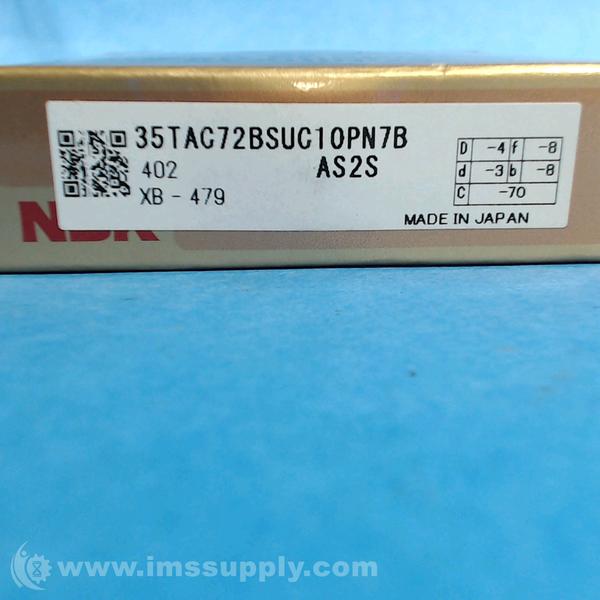 35TAC72BSUC10PN7B
402 AS2S
XB - 479
D -4 f -8
d -3 b -8
C -70
MADE IN JAPAN
NSK
www.imssupply.com